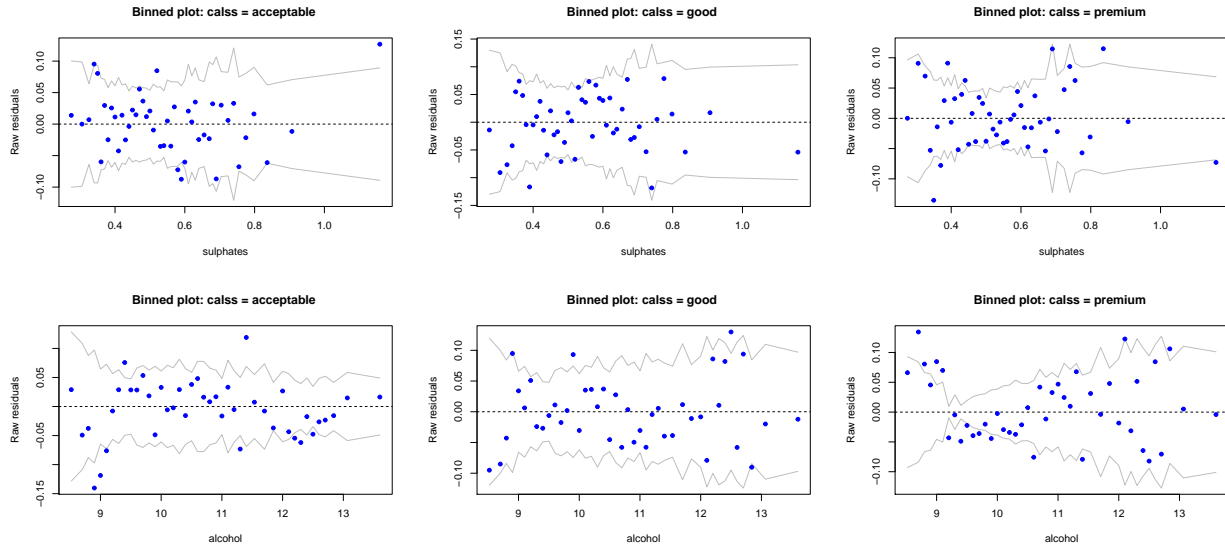 Binned plot: calss = acceptable
Raw residuals
0.10
0.05
0.00
−0.10
0.4 0.6 0.8 1.0
sulphates
Binned plot: calss = good
Raw residuals
0.15
0.05
−0.05
−0.15
0.4 0.6 0.8 1.0
sulphates
Binned plot: calss = premium
Raw residuals
0.10
0.05
0.00
−0.10
0.4 0.6 0.8 1.0
sulphates
Binned plot: calss = acceptable
Raw residuals
0.05
−0.05
−0.15
9 10 11 12 13
alcohol
Binned plot: calss = good
Raw residuals
0.10
0.05
0.00
−0.10
9 10 11 12 13
alcohol
Binned plot: calss = premium
Raw residuals
0.10
0.05
0.00
−0.10
9 10 11 12 13
alcohol